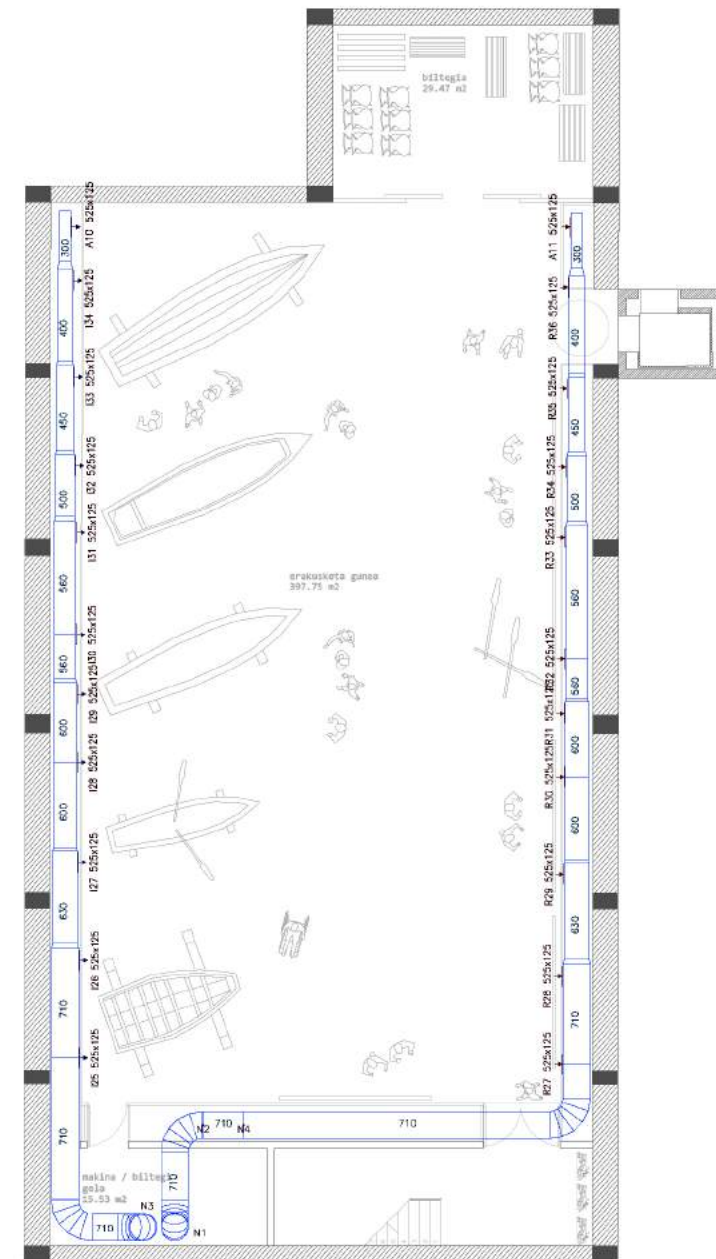 biltegia
29.47 m2
A10 525x125
300
I34 525x125
400
I33 525x125
450
I32 525x125
500
I31 525x125
560
I30 525x125
560
I29 525x125
600
I28 525x125
600
I27 525x125
630
I26 525x125
710
I25 525x125
710
A11 525x125
300
R36 525x125
400
R35 525x125
450
R34 525x125
500
R33 525x125
560
R32 525x125
560
R31 525x125
600
R30 525x125
600
R29 525x125
630
R28 525x125
710
R27 525x125
erakusketa gunea
397.75 m2
N2
710
N4
710
makina / biltegi
gela
15.53 m2
710
N3
710
N1